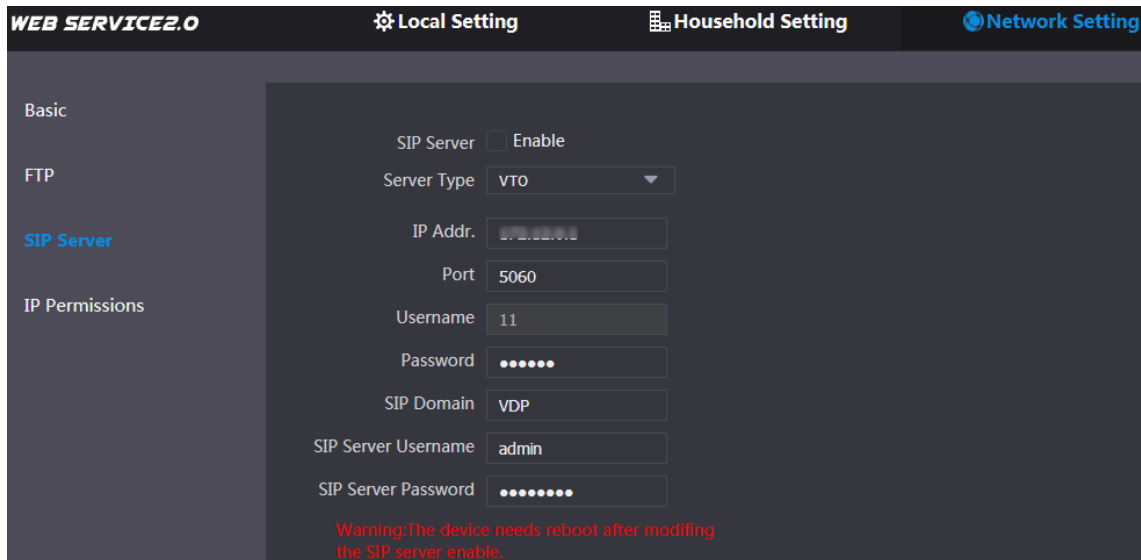 WEB SERVICE2.0 Local Setting Household Setting Network Setting
Basic
SIP Server Enable
FTP
Server Type VTO
SIP Server
IP Addr.
Port 5060
IP Permissions
Username 11
Password ••••••
SIP Domain VDP
SIP Server Username admin
SIP Server Password ••••••••
Warning:The device needs reboot after modifing
the SIP server enable.